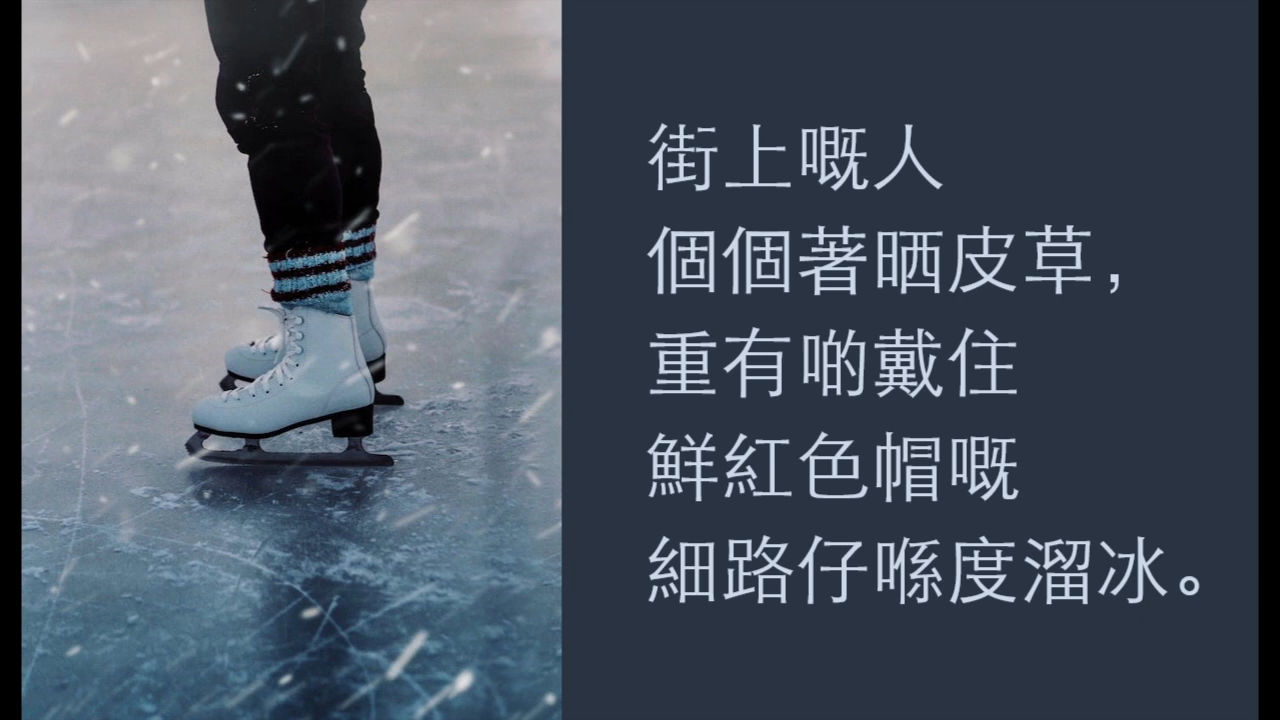 街上嘅人
個個著晒皮草，
重有啲戴住
鮮紅色帽嘅
細路仔喺度溜冰。